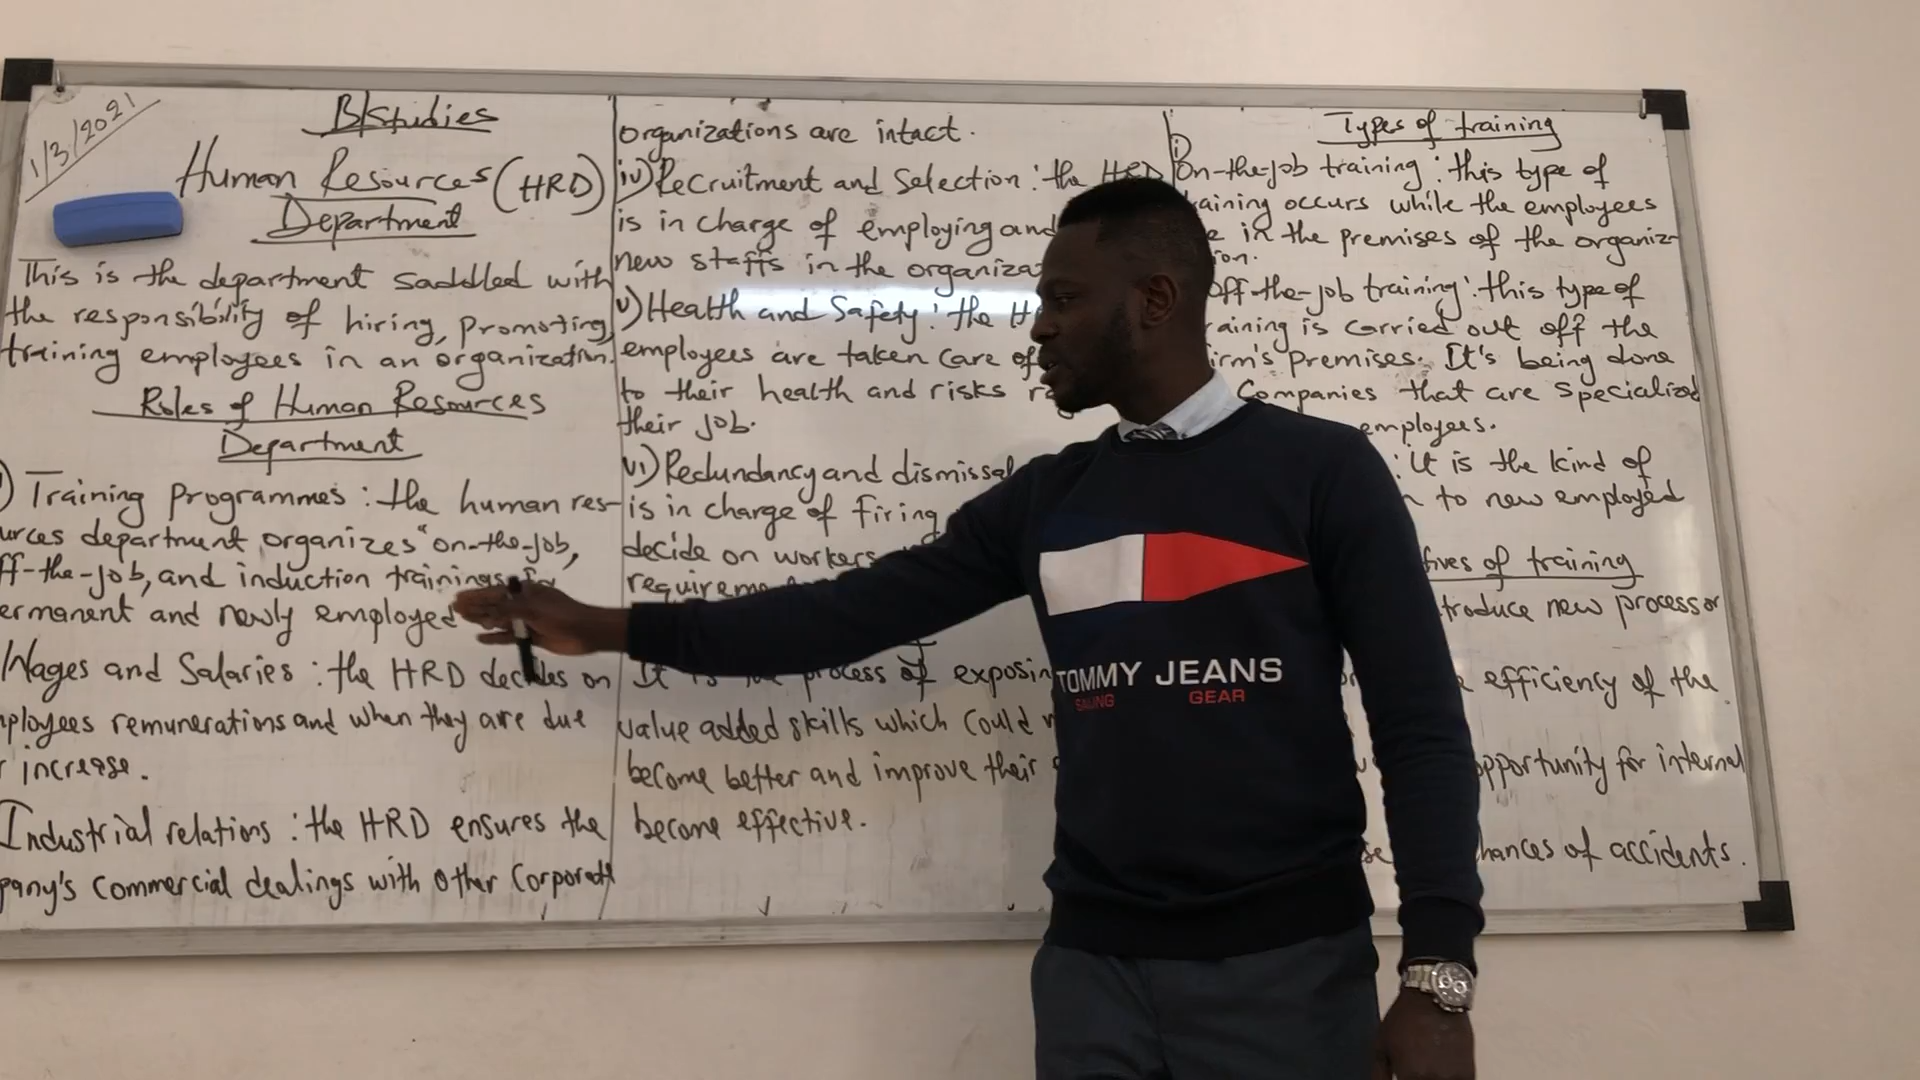 1/3/2021
B/Studies
Human Resources (HRD)
Department
This is the department saddled with
the responsibility of hiring, promoting,
training employees in an organization.
Roles of Human Resources
Department
) Training programmes : the human res-
urces department organizes "on-the-job,
ff-the-job, and induction trainings
ermanent and newly employed
Wages and Salaries : the HRD decides on
ployees remunerations and when they are due
r increase.
Industrial relations : the HRD ensures the
pany's commercial dealings with other corporate
organizations are intact.
iv) Recruitment and Selection : the HRD
is in charge of employing and
new staffs in the organiza
v) Health and Safety : the H
employees are taken care of
to their health and risks r
their job.
vi) Redundancy and dismissal
is in charge of firing
decide on workers
requirem
It is the process of exposin
value added skills which could
become better and improve their
become effective.
Types of training
i)
On-the-job training : this type of
raining occurs while the employees
e in the premises of the organiz-
ion.
Off-the-job training : this type of
raining is carried out off the
irm's premises. It's being done
Companies that are specialized
employees.
: It is the kind of
n to new employed
tives of training
troduce new process or
efficiency of the
opportunity for internal
hances of accidents.
TOMMY JEANS
SAILING GEAR